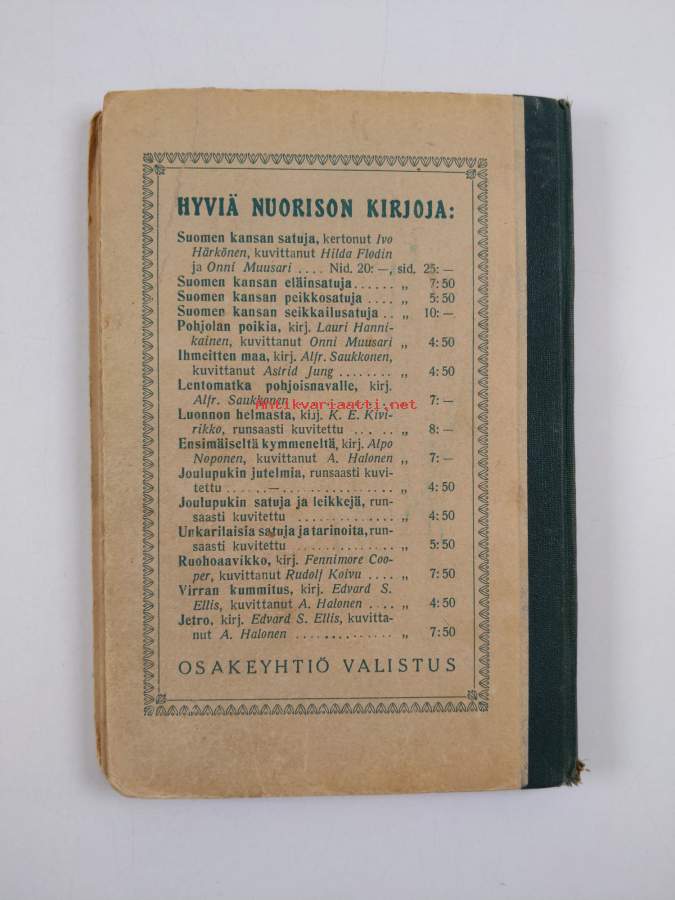 HYVIÄ NUORISON KIRJOJA:
Suomen kansan satuja, kertonut Ivo
Härkönen, kuvittanut Hilda Flodin
ja Onni Muusari .... Nid. 20: —, sid. 25: —
Suomen kansan eläinsatuja...... „ 7: 50
Suomen kansan peikkosatuja .... „ 5: 50
Suomen kansan seikkailusatuja .. „ 10: —
Pohjolan poikia, kirj. Lauri Hanni-
kainen, kuvittanut Onni Muusari „ 4: 50
Ihmeitten maa, kirj. Alfr. Saukkonen,
kuvittanut Astrid Jung ........ „ 4: 50
Lentomatka pohjoisnavalle, kirj.
Alfr. Saukkonen „ 7: —
Antikvariaatti.net
Luonnon helmasta, kirj. K. E. Kivi-
rikko, runsaasti kuvitettu ..... „ 8: —
Ensimäiseltä kymmeneltä, kirj. Alpo
Noponen, kuvittanut A. Halonen „ 7: —
Joulupukin jutelmia, runsaasti kuvi-
tettu .....—............... „ 4: 50
Joulupukin satuja ja leikkejä, run-
saasti kuvitettu .............. „ 4: 50
Unkarilaisia satuja ja tarinoita, run-
saasti kuvitettu .............. „ 5: 50
Ruohoaavikko, kirj. Fennimore Coo-
per, kuvittanut Rudolf Koivu .... „ 7: 50
Virran kummitus, kirj. Edvard S.
Ellis, kuvittanut A. Halonen .... „ 4: 50
Jetro, kirj. Edvard S. Ellis, kuvitta-
nut A. Halonen .............. „ 7: 50
OSAKEYHTIÖ VALISTUS